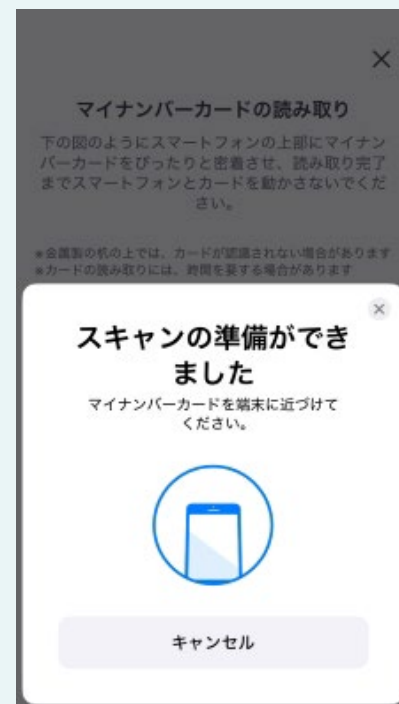 マイナンバーカードの読み取り
下の図のようにスマートフォンの上部にマイナン
バーカードをぴったりと密着させ、読み取り完了
までスマートフォンとカードを動かさないでくだ
さい。
※金属製の机の上では、カードが認識されない場合があります
※カードの読み取りには、時間を要する場合があります
スキャンの準備ができ
ました
マイナンバーカードを端末に近づけて
ください。
キャンセル